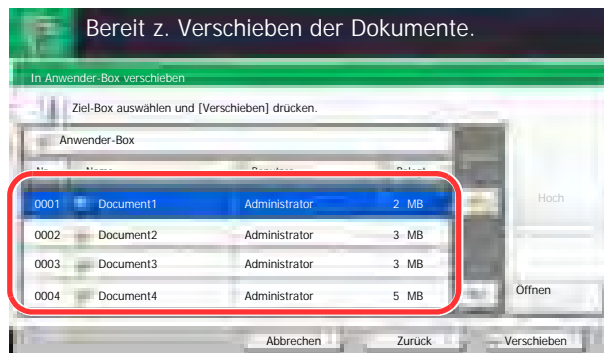 Bereit z. Verschieben der Dokumente.
In Anwender-Box verschieben
Ziel-Box auswählen und [Verschieben] drücken.
Anwender-Box
0001 Document1 Administrator 2 MB
Hoch
0002 Document2 Administrator 3 MB
0003 Document3 Administrator 3 MB
0004 Document4 Administrator 5 MB
Öffnen
Abbrechen Zurück Verschieben